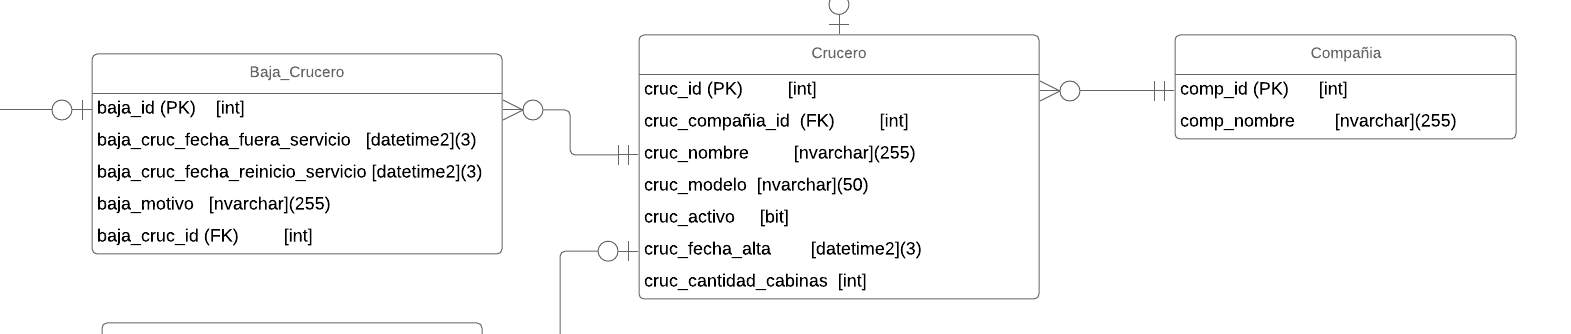 Baja_Crucero
baja_id (PK) [int]
baja_cruc_fecha_fuera_servicio [datetime2](3)
baja_cruc_fecha_reinicio_servicio [datetime2](3)
baja_motivo [nvarchar](255)
baja_cruc_id (FK) [int]
Crucero
cruc_id (PK) [int]
cruc_compañia_id (FK) [int]
cruc_nombre [nvarchar](255)
cruc_modelo [nvarchar](50)
cruc_activo [bit]
cruc_fecha_alta [datetime2](3)
cruc_cantidad_cabinas [int]
Compañia
comp_id (PK) [int]
comp_nombre [nvarchar](255)